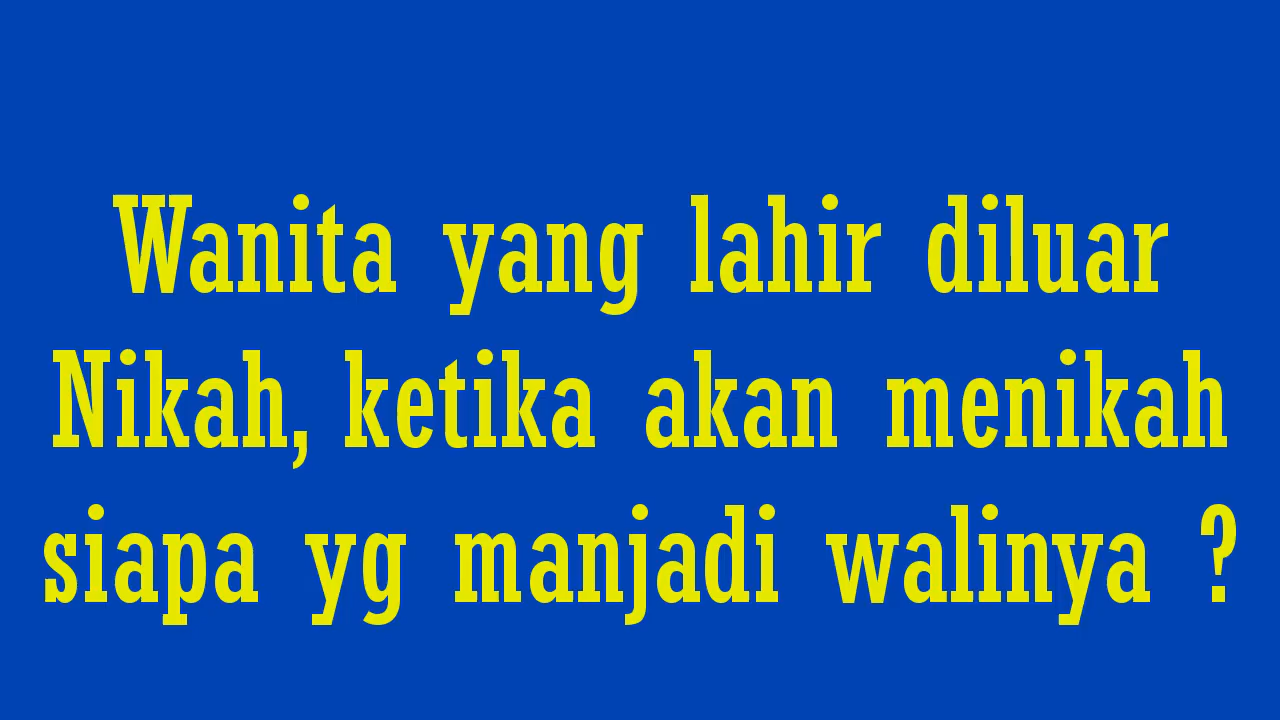 Wanita yang lahir diluar
Nikah, ketika akan menikah
siapa yg manjadi walinya ?